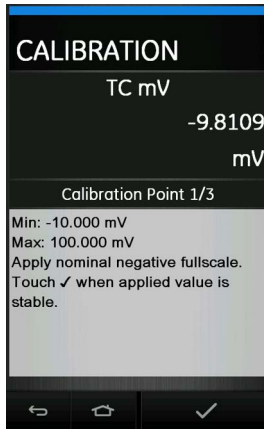 CALIBRATION
TC mV
-9.8109
mV
Calibration Point 1/3
Min: -10.000 mV
Max: 100.000 mV
Apply nominal negative fullscale.
Touch ✓ when applied value is
stable.